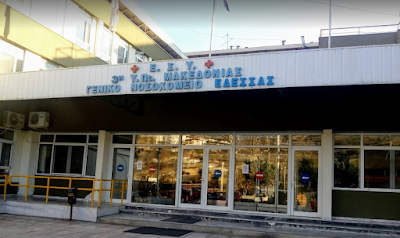 Ε. Σ. Υ.
3η Υ.Πε. ΜΑΚΕΔΟΝΙΑΣ
ΓΕΝΙΚΟ ΝΟΣΟΚΟΜΕΙΟ ΕΔΕΣΣΑΣ